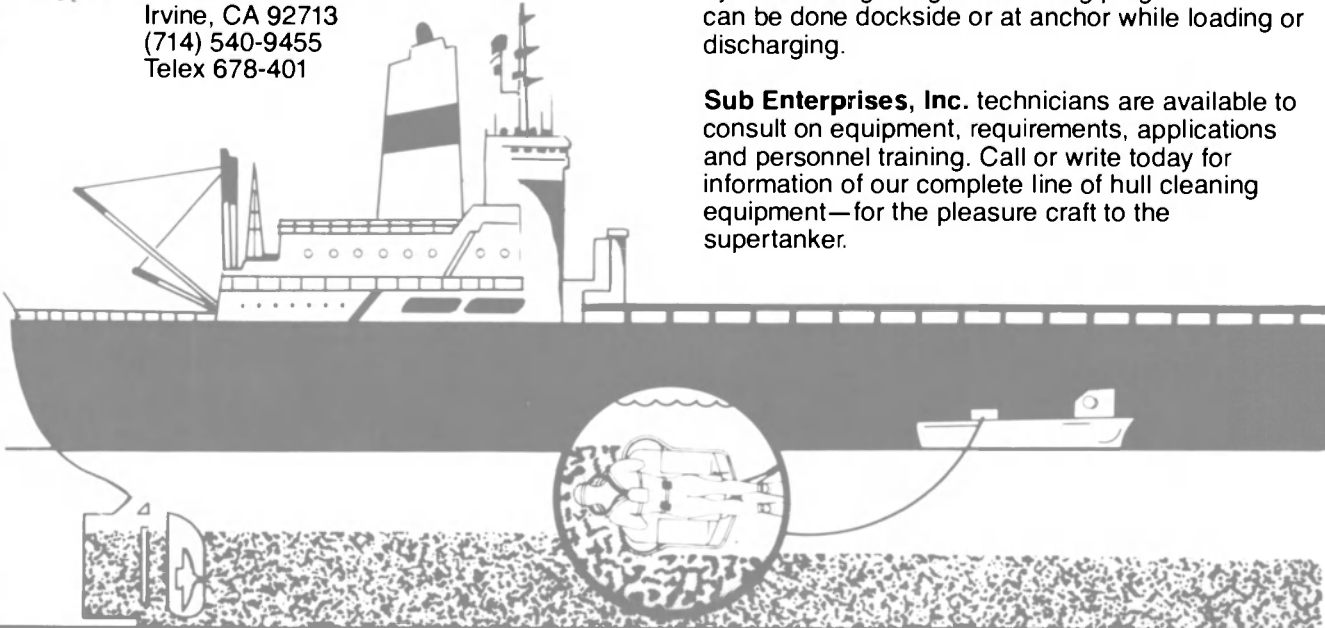 Irvine, CA 92713
(714) 540-9455
Telex 678-401
can be done dockside or at anchor while loading or
discharging.
Sub Enterprises, Inc. technicians are available to
consult on equipment, requirements, applications
and personnel training. Call or write today for
information of our complete line of hull cleaning
equipment—for the pleasure craft to the
supertanker.